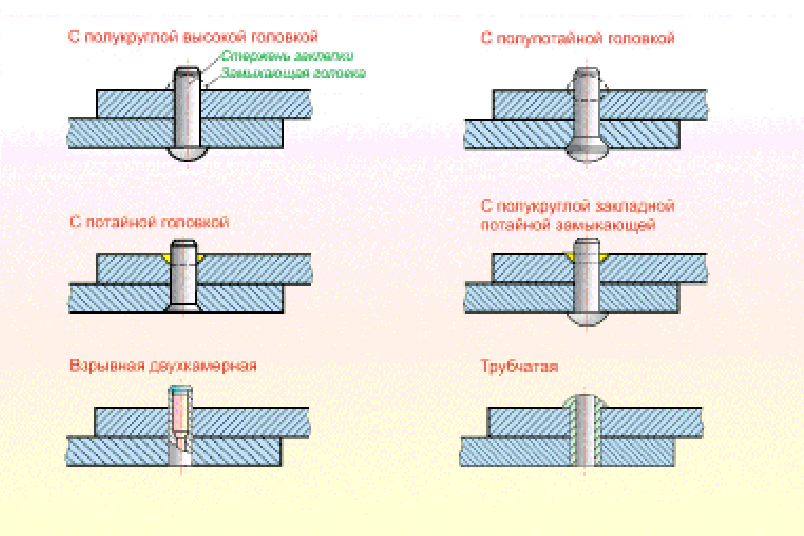 С полукруглой высокой головкой
Стержень заклепки
Замыкающая головка
С полупотайной головкой
С потайной головкой
С полукруглой закладной
потайной замыкающей
Взрывная двухкамерная
Трубчатая